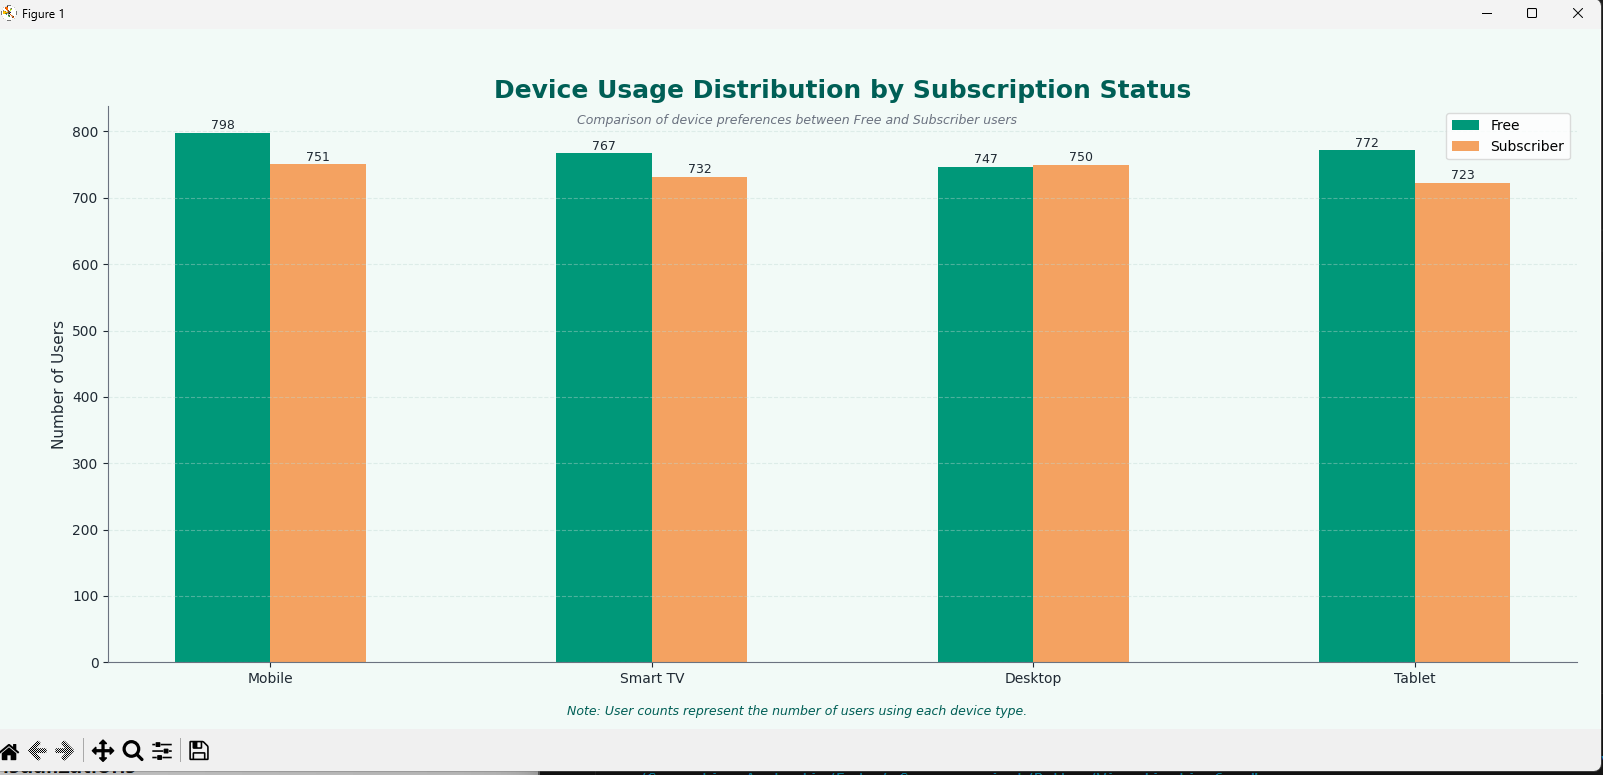 Figure 1
Device Usage Distribution by Subscription Status
Comparison of device preferences between Free and Subscriber users
Free
Subscriber
798
751
767
732
747
750
772
723
800
700
600
500
400
300
200
100
0
Number of Users
Mobile
Smart TV
Desktop
Tablet
Note: User counts represent the number of users using each device type.